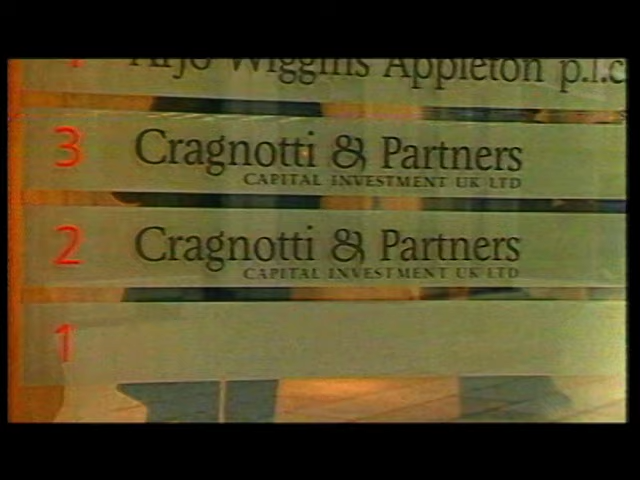 Arjo Wiggins Appleton p.l.c
3 Cragnotti & Partners
CAPITAL INVESTMENT UK LTD
2 Cragnotti & Partners
CAPITAL INVESTMENT UK LTD
1